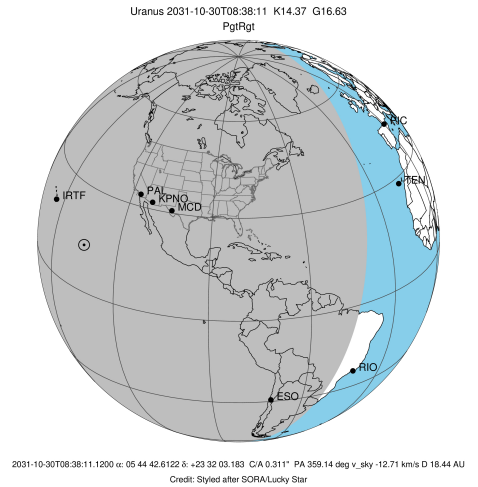 Uranus 2031-10-30T08:38:11 K14.37 G16.63
PgtRgt
PIC
TEN
IRTF
PAL
KPNO
MCD
RIO
ESO
2031-10-30T08:38:11.1200 α: 05 44 42.6122 δ: +23 32 03.183 C/A 0.311" PA 359.14 deg v_sky -12.71 km/s D 18.44 AU
Credit: Styled after SORA/Lucky Star